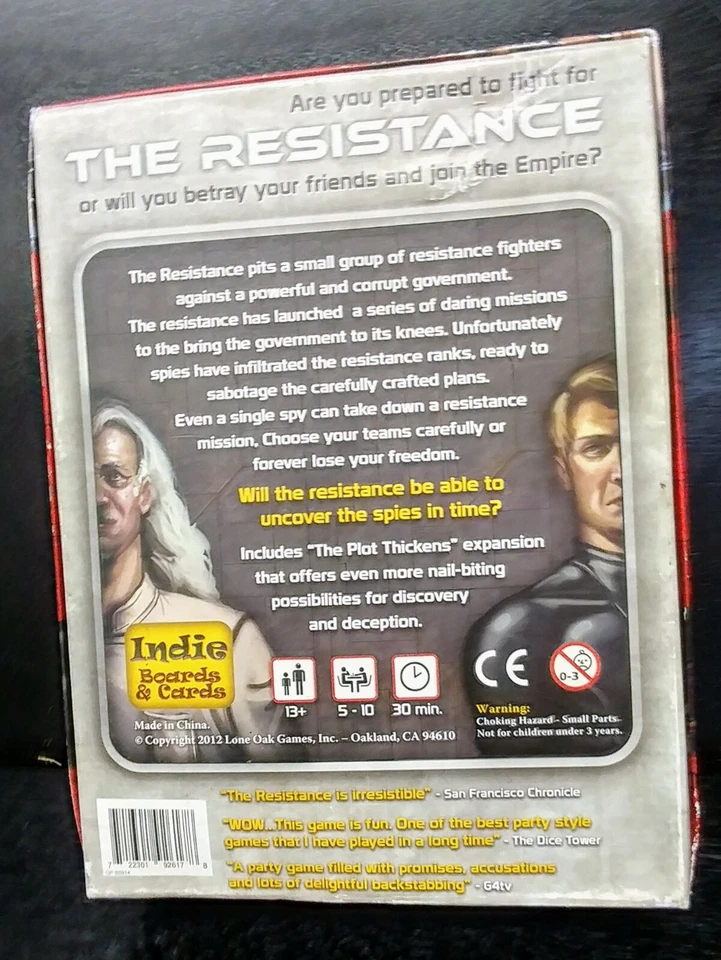 Are you prepared to fight for
THE RESISTANCE
or will you betray your friends and join the Empire?
The Resistance pits a small group of resistance fighters
against a powerful and corrupt government.
The resistance has launched a series of daring missions
to the bring the government to its knees. Unfortunately
spies have infiltrated the resistance ranks, ready to
sabotage the carefully crafted plans.
Even a single spy can take down a resistance
mission, Choose your teams carefully or
forever lose your freedom.
Will the resistance be able to
uncover the spies in time?
Includes "The Plot Thickens" expansion
that offers even more nail-biting
possibilities for discovery
and deception.
Indie
Boards
& Cards
13+
5 - 10
30 min.
CE
0-3
Warning:
Choking Hazard - Small Parts.
Not for children under 3 years.
Made in China.
© Copyright 2012 Lone Oak Games, Inc. – Oakland, CA 94610
"The Resistance is irresistible" - San Francisco Chronicle
"WOW...This game is fun. One of the best party style
games that I have played in a long time" - The Dice Tower
"A party game filled with promises, accusations
and lots of delightful backstabbing" - G4tv
7 22301 92617 8